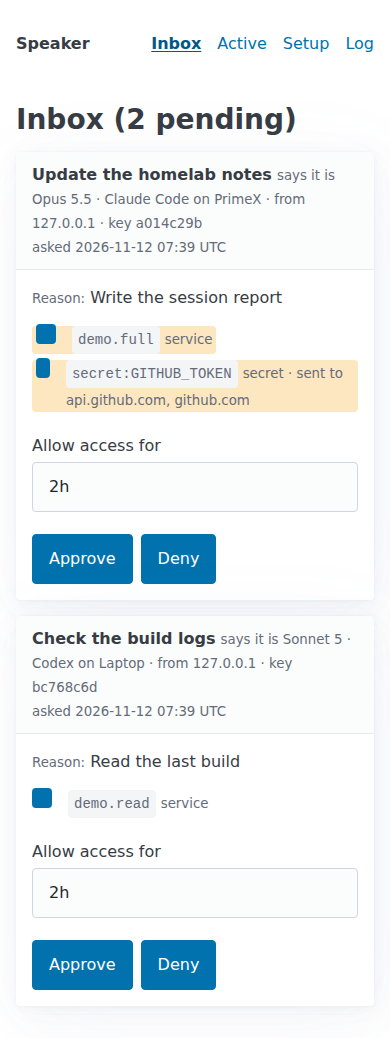 Speaker Inbox Active Setup Log
Inbox (2 pending)
Update the homelab notes says it is
Opus 5.5 · Claude Code on PrimeX · from
127.0.0.1 · key a014c29b
asked 2026-11-12 07:39 UTC
Reason: Write the session report
demo.full service
secret:GITHUB_TOKEN secret · sent to
api.github.com, github.com
Allow access for
2h
Approve Deny
Check the build logs says it is Sonnet 5 ·
Codex on Laptop · from 127.0.0.1 · key
bc768c6d
asked 2026-11-12 07:39 UTC
Reason: Read the last build
demo.read service
Allow access for
2h
Approve Deny